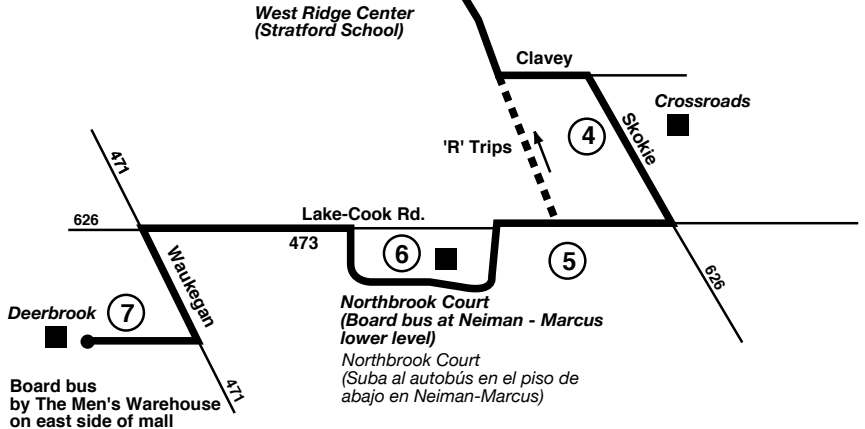 West Ridge Center
(Stratford School)
Clavey
Crossroads
4
Skokie
'R' Trips
471
626
Lake-Cook Rd.
473
6
5
626
Waukegan
Deerbrook
7
Northbrook Court
(Board bus at Neiman - Marcus
lower level)
Northbrook Court
(Suba al autobús en el piso de
abajo en Neiman-Marcus)
471
Board bus
by The Men's Warehouse
on east side of mall